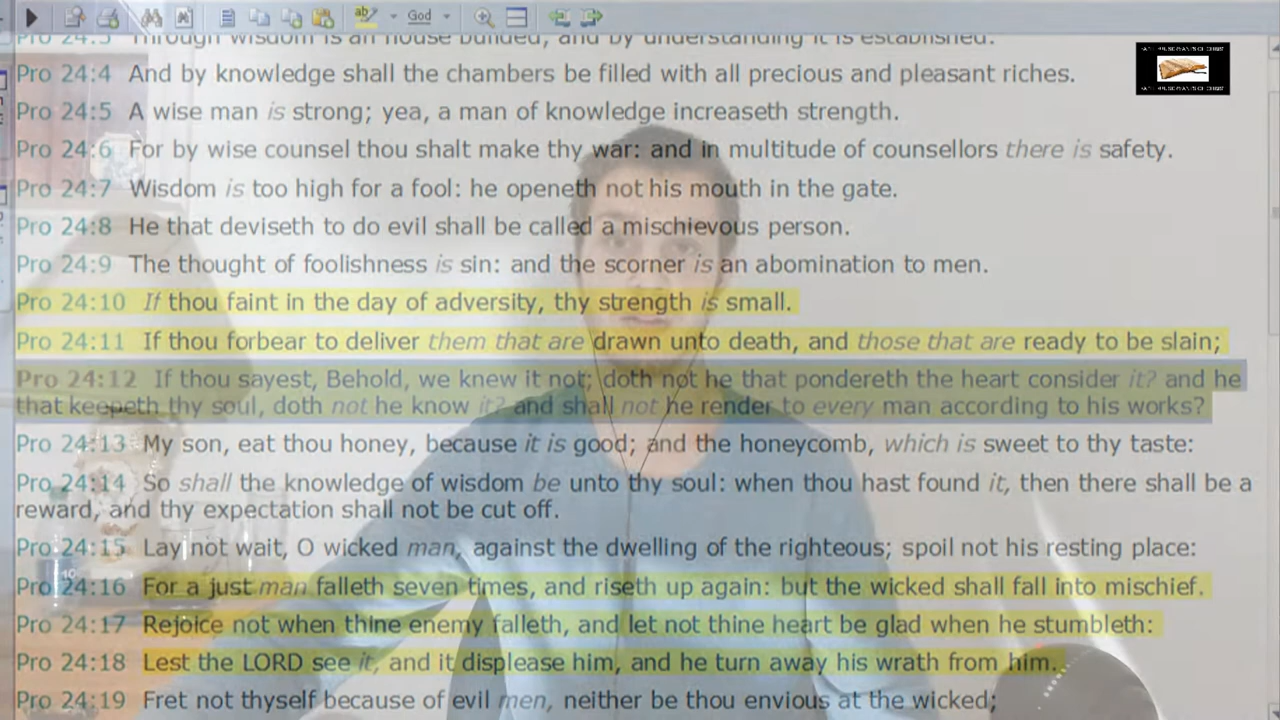 God
Pro 24:3 Through wisdom is an house builded; and by understanding it is established:
Pro 24:4 And by knowledge shall the chambers be filled with all precious and pleasant riches.
Pro 24:5 A wise man is strong; yea, a man of knowledge increaseth strength.
Pro 24:6 For by wise counsel thou shalt make thy war: and in multitude of counsellors there is safety.
Pro 24:7 Wisdom is too high for a fool: he openeth not his mouth in the gate.
Pro 24:8 He that deviseth to do evil shall be called a mischievous person.
Pro 24:9 The thought of foolishness is sin: and the scorner is an abomination to men.
Pro 24:10 If thou faint in the day of adversity, thy strength is small.
Pro 24:11 If thou forbear to deliver them that are drawn unto death, and those that are ready to be slain;
Pro 24:12 If thou sayest, Behold, we knew it not; doth not he that pondereth the heart consider it? and he
that keepeth thy soul, doth not he know it? and shall not he render to every man according to his works?
Pro 24:13 My son, eat thou honey, because it is good; and the honeycomb, which is sweet to thy taste:
Pro 24:14 So shall the knowledge of wisdom be unto thy soul: when thou hast found it, then there shall be a
reward, and thy expectation shall not be cut off.
Pro 24:15 Lay not wait, O wicked man, against the dwelling of the righteous; spoil not his resting place:
Pro 24:16 For a just man falleth seven times, and riseth up again: but the wicked shall fall into mischief.
Pro 24:17 Rejoice not when thine enemy falleth, and let not thine heart be glad when he stumbleth:
Pro 24:18 Lest the LORD see it, and it displease him, and he turn away his wrath from him.
Pro 24:19 Fret not thyself because of evil men, neither be thou envious at the wicked;